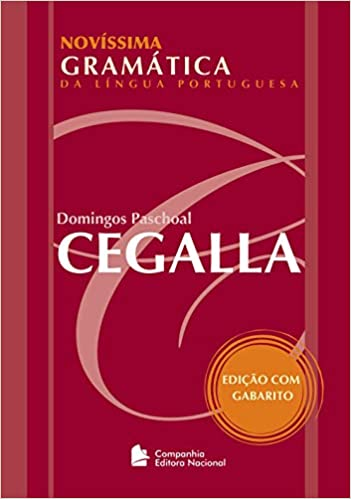 NOVÍSSIMA
GRAMÁTICA
DA LÍNGUA PORTUGUESA
Domingos Paschoal
CEGALLA
EDIÇÃO COM
GABARITO
Companhia
Editora Nacional